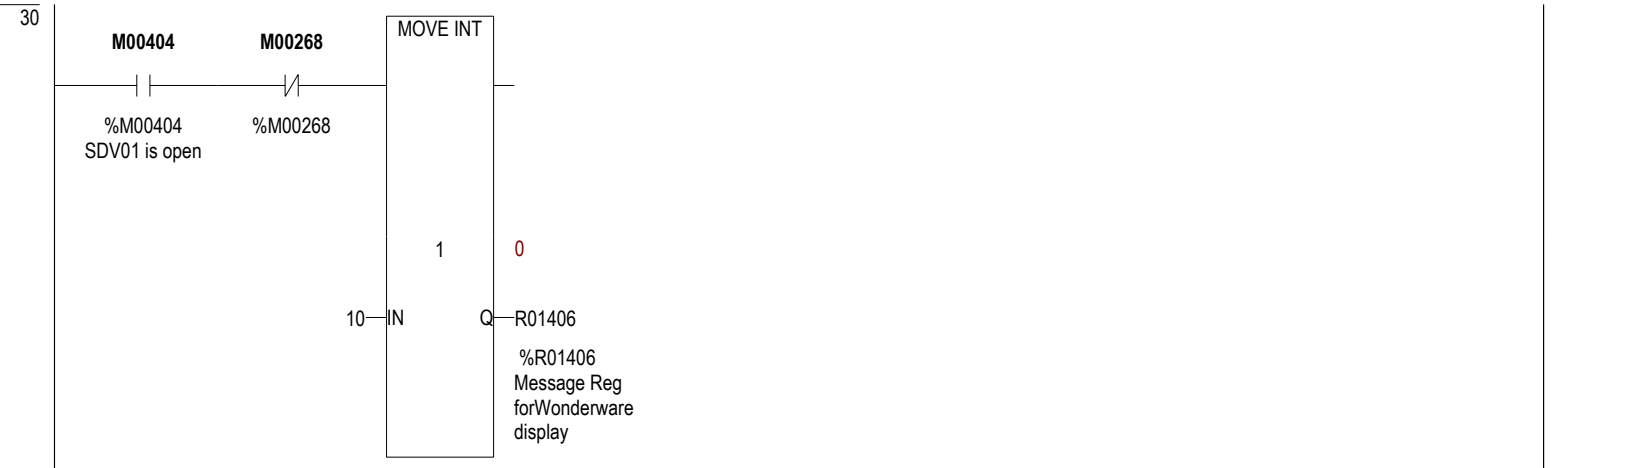 30
M00404 M00268
MOVE INT
%M00404 %M00268
SDV01 is open
1 0
10 IN Q R01406
%R01406
Message Reg
forWonderware
display